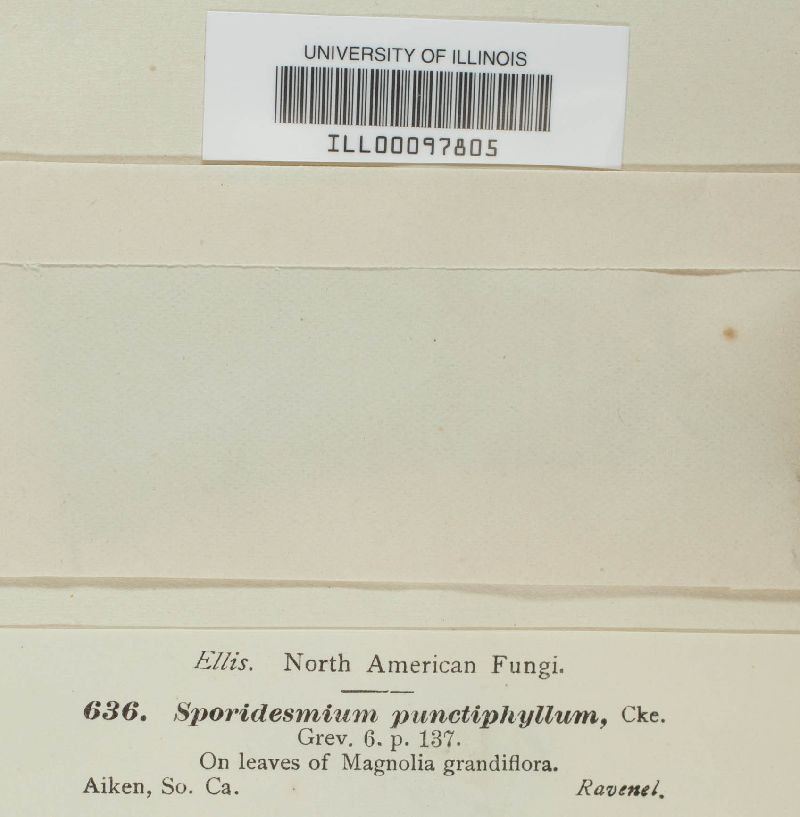 UNIVERSITY OF ILLINOIS
ILL00097805
Ellis. North American Fungi.
636. Sporidesmium punctiphyllum, Cke.
Grev. 6. p. 137.
On leaves of Magnolia grandiflora.
Aiken, So. Ca. Ravenel.